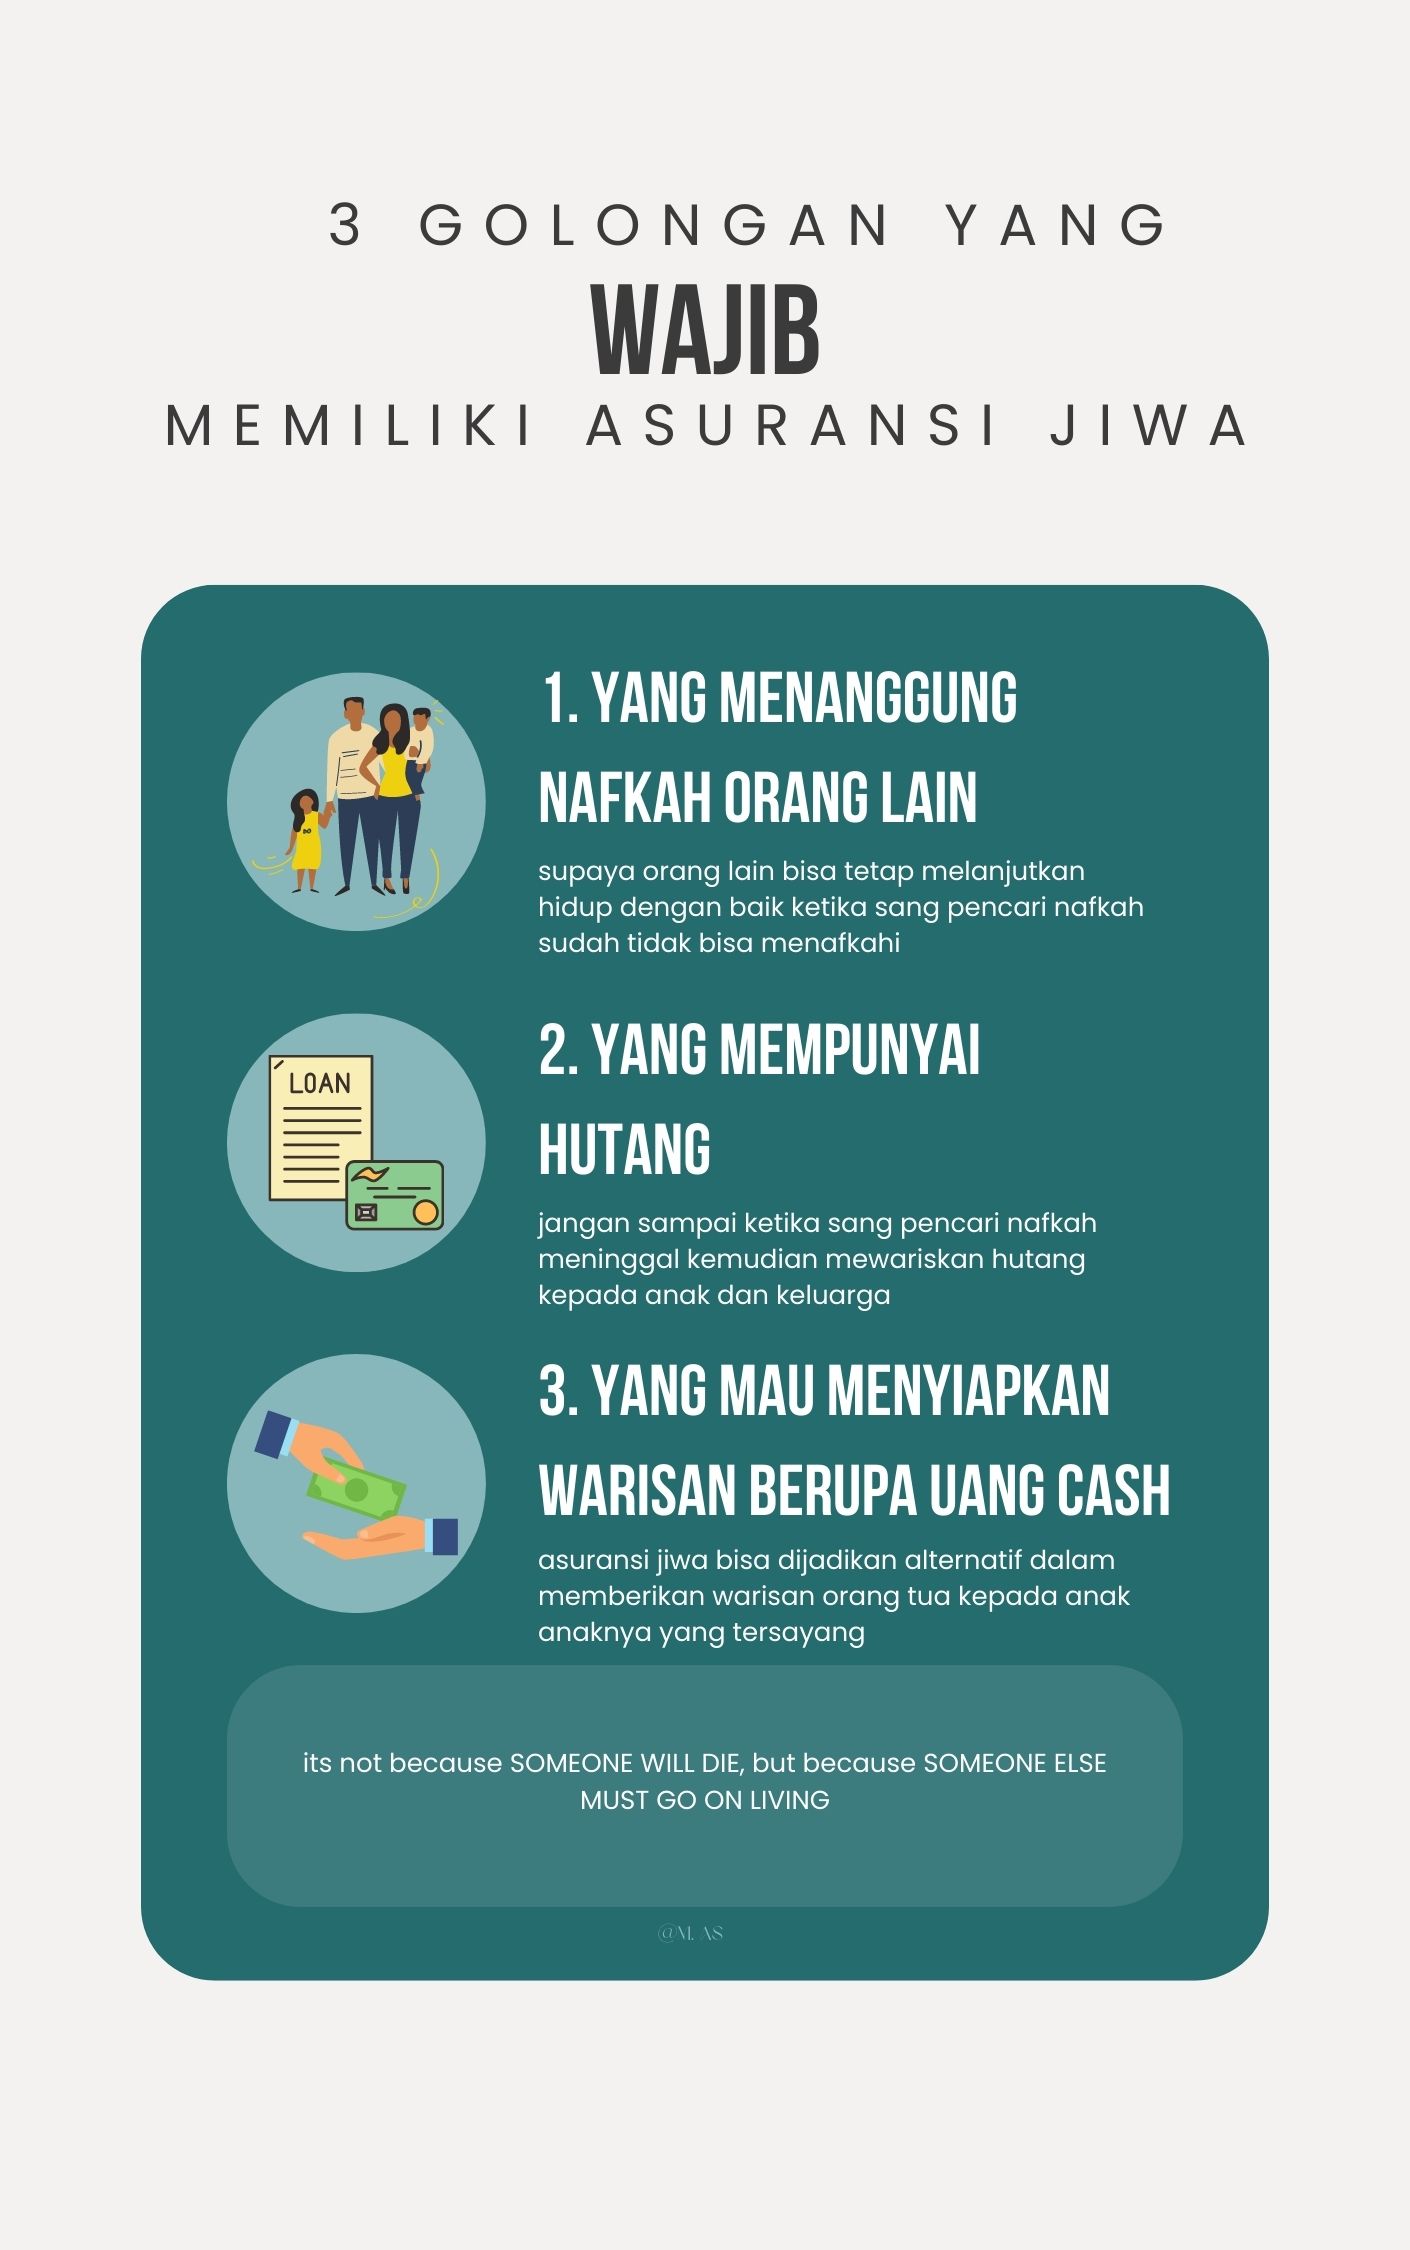 3 GOLONGAN YANG
WAJIB
MEMILIKI ASURANSI JIWA
1. YANG MENANGGUNG
NAFKAH ORANG LAIN
supaya orang lain bisa tetap melanjutkan
hidup dengan baik ketika sang pencari nafkah
sudah tidak bisa menafkahi
LOAN
2. YANG MEMPUNYAI
HUTANG
jangan sampai ketika sang pencari nafkah
meninggal kemudian mewariskan hutang
kepada anak dan keluarga
3. YANG MAU MENYIAPKAN
WARISAN BERUPA UANG CASH
asuransi jiwa bisa dijadikan alternatif dalam
memberikan warisan orang tua kepada anak
anaknya yang tersayang
its not because SOMEONE WILL DIE, but because SOMEONE ELSE
MUST GO ON LIVING